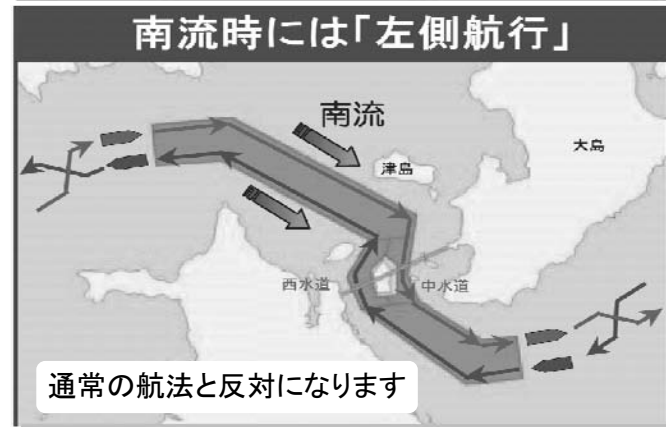 南流時には「左側航行」
南流
津島
大島
西水道
中水道
通常の航法と反対になります